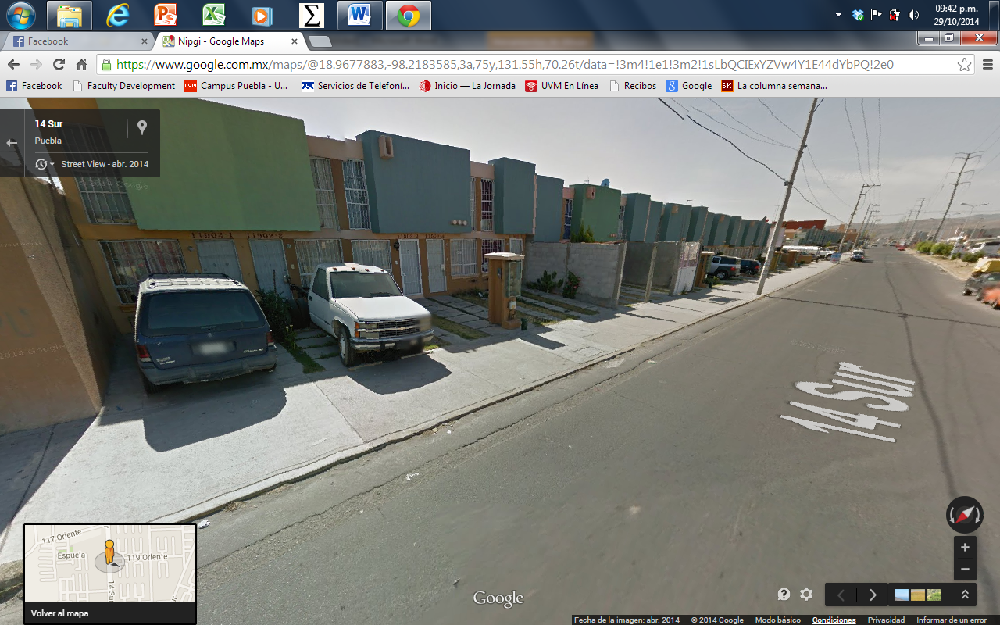 09:42 p.m.
29/10/2014
Facebook
Nipgi - Google Maps
https://www.google.com.mx/maps/@18.9677883,-98.2183585,3a,75y,131.55h,70.26t/data=!3m4!1e1!3m2!1sLbQCIExYZVw4Y1E44dYbPQ!2e0
Facebook
Faculty Development
UVM
Campus Puebla - U...
Servicios de Telefoní...
Inicio — La Jornada
UVM En Línea
Recibos
Google
SK
La columna semana...
14 Sur
Puebla
Street View - abr. 2014
11902 1
14 Sur
117 Oriente
Espuela
119 Oriente
14 Sur
Volver al mapa
Google
Fecha de la imagen: abr. 2014
© 2014 Google
Modo básico
Condiciones
Privacidad
Informar de un error